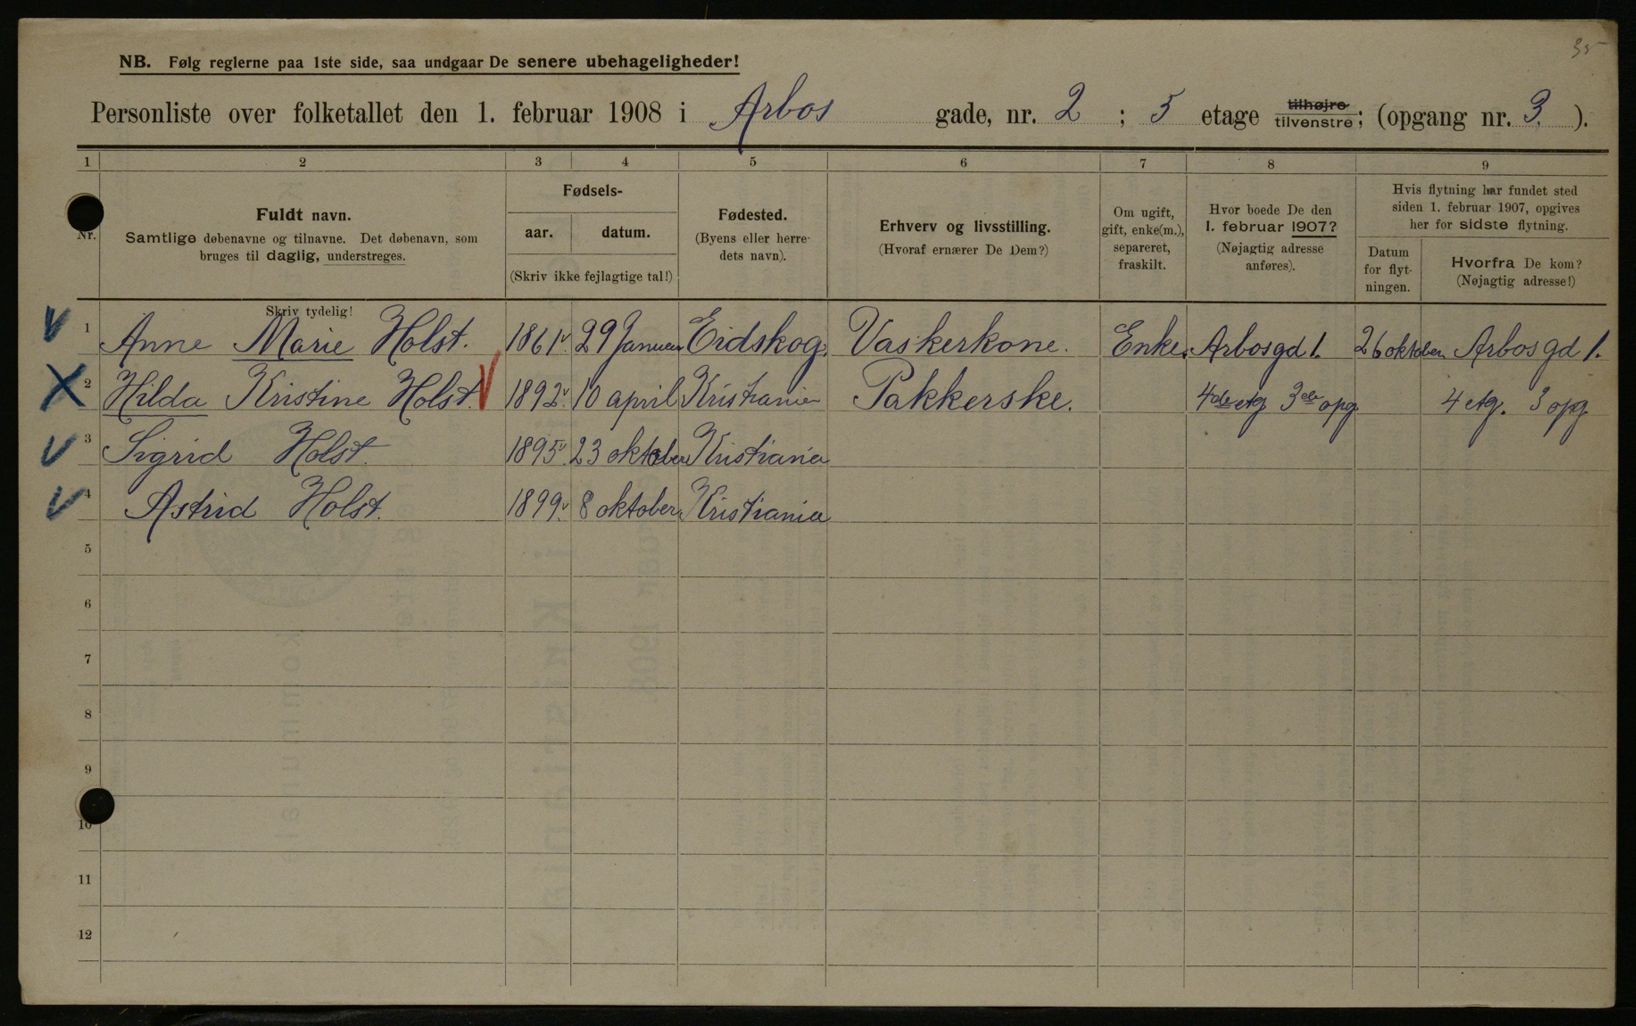 35
NB. Følg reglerne paa 1ste side, saa undgaar De senere ubehageligheder!
Personliste over folketallet den 1. februar 1908 i Arbos gade, nr. 2 ; 5 etage tilhøjre tilvenstre; (opgang nr. 3.).
1 2 3 4 5 6 7 8 9
Nr.
Fuldt navn.
Samtlige døbenavne og tilnavne. Det døbenavn, som
bruges til daglig, understreges.
Fødsels-
aar. datum.
(Skriv ikke fejlagtige tal!)
Fødested.
(Byens eller herre-
dets navn).
Erhverv og livsstilling.
(Hvoraf ernærer De Dem?)
Om ugift,
gift, enke(m.),
separeret,
fraskilt.
Hvor boede De den
1. februar 1907?
(Nøjagtig adresse
anføres).
Hvis flytning har fundet sted
siden 1. februar 1907, opgives
her for sidste flytning.
Datum
for flyt-
ningen.
Hvorfra De kom?
(Nøjagtig adresse!)
Skriv tydelig!
1 Anne Marie Holst. 1861 29 Januar Eidskog. Vaskerkone. Enke. Arbosgd 1. 26 oktober Arbosgd 1.
2 Hilda Kristine Holst. 1892 10 april Kristiania Pakkerske. 4de etg 3die opg. 4 etg. 3 opg
3 Sigrid Holst. 1895. 23 oktober Kristiania
4 Astrid Holst. 1899. 8 oktober Kristiania
5
6
7
8
9
10
11
12